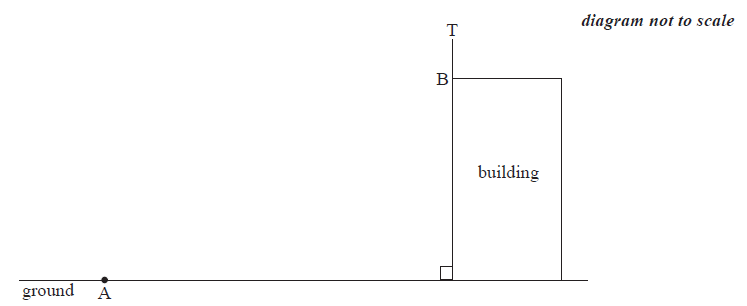 diagram not to scale
T
B
building
ground
A